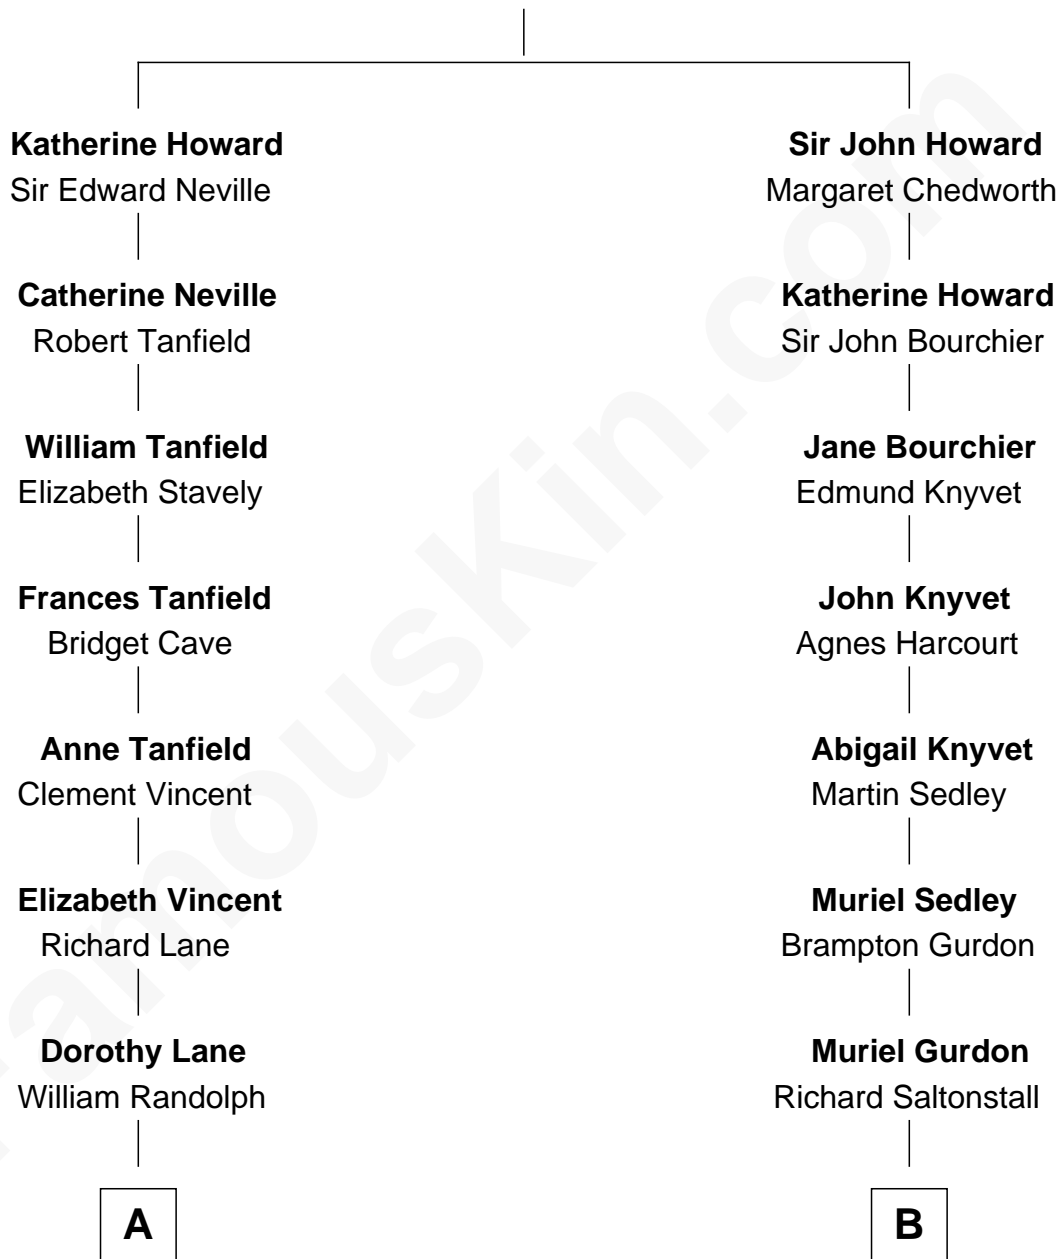 Katherine Howard
Sir Edward Neville
Catherine Neville
Robert Tanfield
William Tanfield
Elizabeth Stavely
Frances Tanfield
Bridget Cave
Anne Tanfield
Clement Vincent
Elizabeth Vincent
Richard Lane
Dorothy Lane
William Randolph
A
Sir John Howard
Margaret Chedworth
Katherine Howard
Sir John Bourchier
Jane Bourchier
Edmund Knyvet
John Knyvet
Agnes Harcourt
Abigail Knyvet
Martin Sedley
Muriel Sedley
Brampton Gurdon
Muriel Gurdon
Richard Saltonstall
B
FamousKin.com